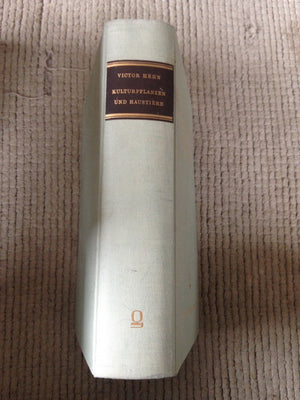 VICTOR HEHN
KULTURPFLANZEN
UND HAUSTIERE